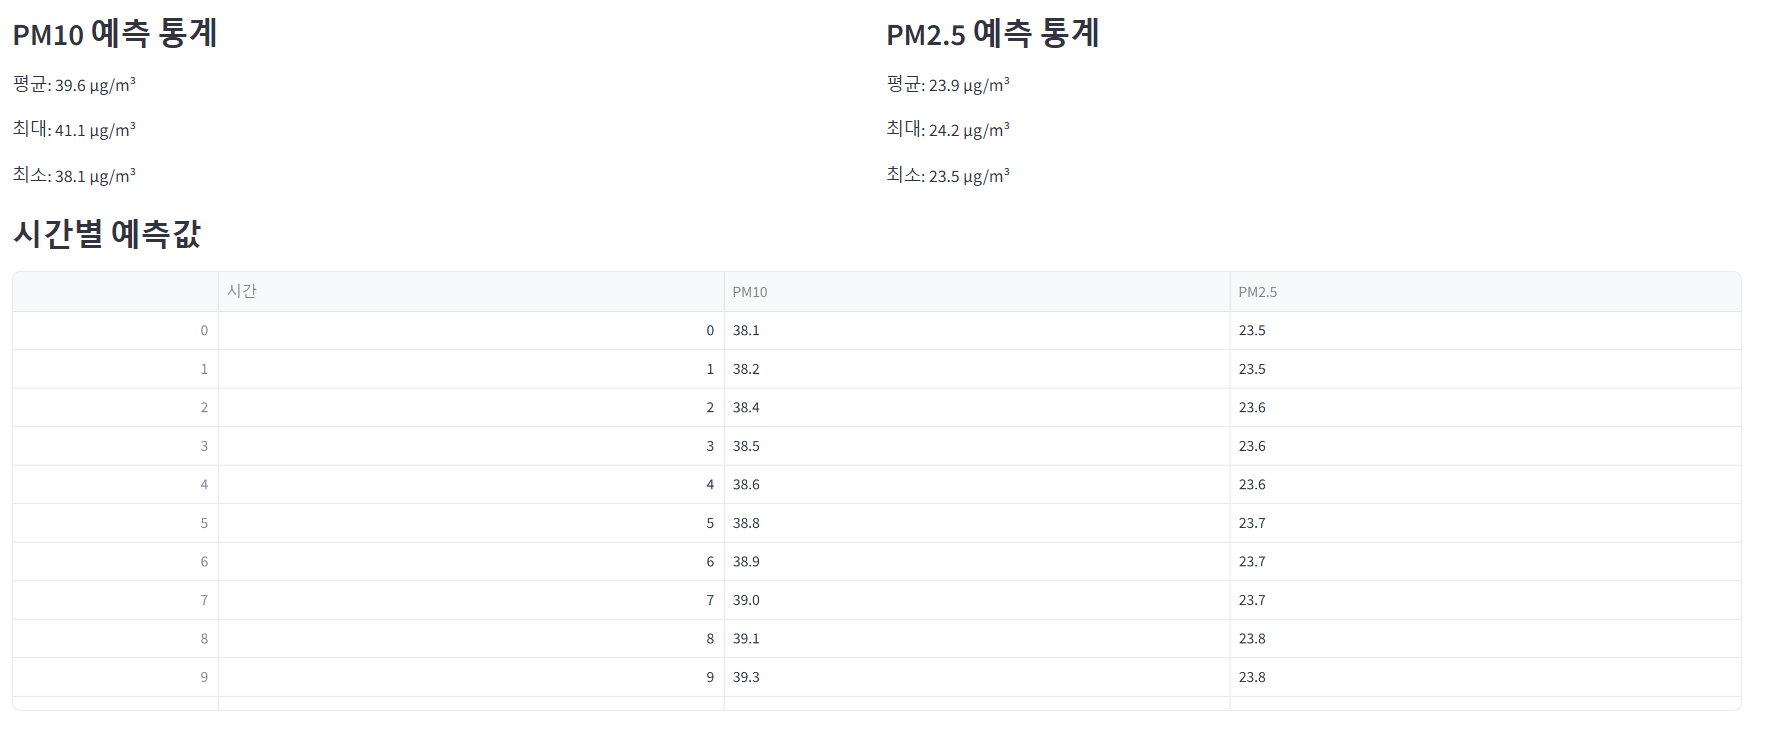 PM10 예측 통계
평균: 39.6 μg/m³
최대: 41.1 μg/m³
최소: 38.1 μg/m³
PM2.5 예측 통계
평균: 23.9 μg/m³
최대: 24.2 μg/m³
최소: 23.5 μg/m³
시간별 예측값
시간 PM10 PM2.5
0 0 38.1 23.5
1 1 38.2 23.5
2 2 38.4 23.6
3 3 38.5 23.6
4 4 38.6 23.6
5 5 38.8 23.7
6 6 38.9 23.7
7 7 39.0 23.7
8 8 39.1 23.8
9 9 39.3 23.8